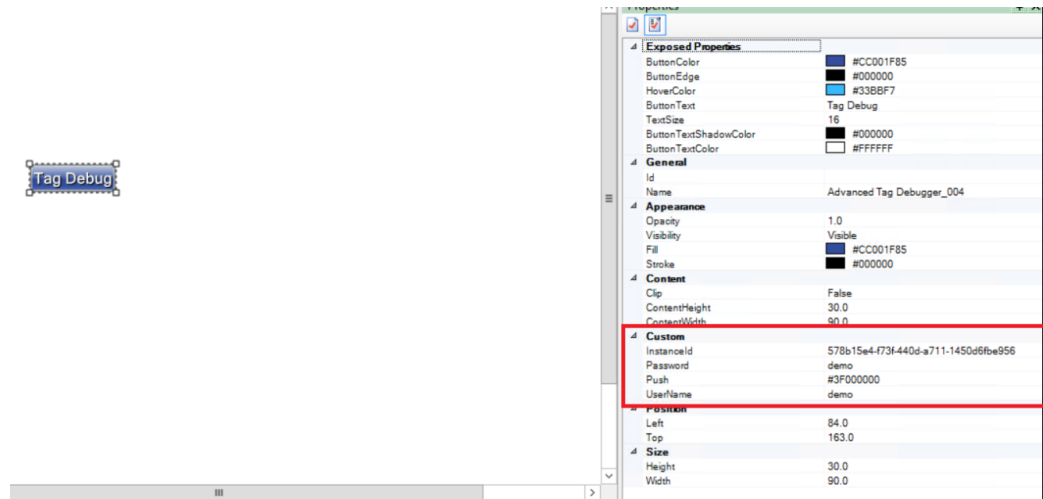 Properties
Exposed Properties
ButtonColor #CC001F85
ButtonEdge #000000
HoverColor #33BBF7
ButtonText Tag Debug
TextSize 16
ButtonTextShadowColor #000000
ButtonTextColor #FFFFFF
General
Id
Name Advanced Tag Debugger_004
Appearance
Opacity 1.0
Visibility Visible
Fill #CC001F85
Stroke #000000
Content
Clip False
ContentHeight 30.0
ContentWidth 90.0
Custom
InstanceId 578b15e4-f73f-440d-a711-1450d6fbe956
Password demo
Push #3F000000
UserName demo
Position
Left 84.0
Top 163.0
Size
Height 30.0
Width 90.0
Tag Debug